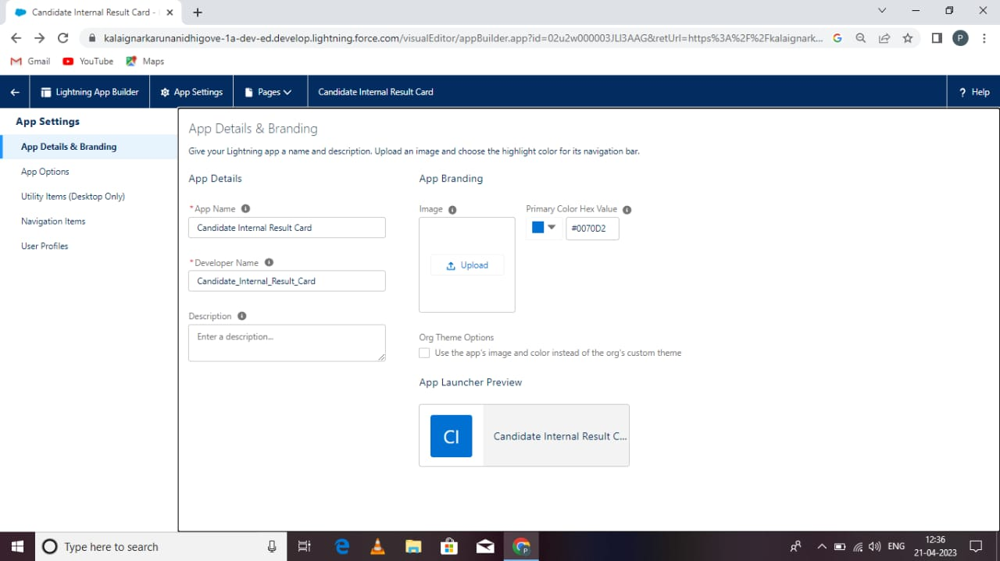 Candidate Internal Result Card -
kalaignarkarunanidhigove-1a-dev-ed.develop.lightning.force.com/visualEditor/appBuilder.app?id=02u2w000003JLI3AAG&retUrl=https%3A%2F%2Fkalaignark...
P
Gmail
YouTube
Maps
Lightning App Builder
App Settings
Pages
Candidate Internal Result Card
? Help
App Settings
App Details & Branding
App Options
Utility Items (Desktop Only)
Navigation Items
User Profiles
App Details & Branding
Give your Lightning app a name and description. Upload an image and choose the highlight color for its navigation bar.
App Details
*App Name
Candidate Internal Result Card
*Developer Name
Candidate_Internal_Result_Card
Description
Enter a description...
App Branding
Image
Upload
Primary Color Hex Value
#0070D2
Org Theme Options
Use the app's image and color instead of the org's custom theme
App Launcher Preview
CI
Candidate Internal Result C...
Type here to search
P
ENG
12:36
21-04-2023